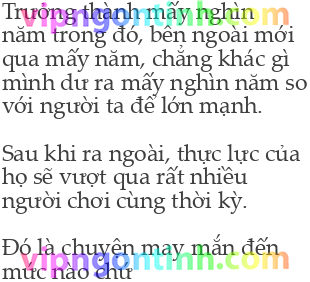 Trưởng thành mấy nghìn
năm trong đó, bên ngoài mới
qua mấy năm, chẳng khác gì
mình dư ra mấy nghìn năm so
với người ta để lớn mạnh.
Sau khi ra ngoài, thực lực của
họ sẽ vượt qua rất nhiều
người chơi cùng thời kỳ.
Đó là chuyện may mắn đến
mức nào chứ
vipngontinh.com
vipngontinh.com